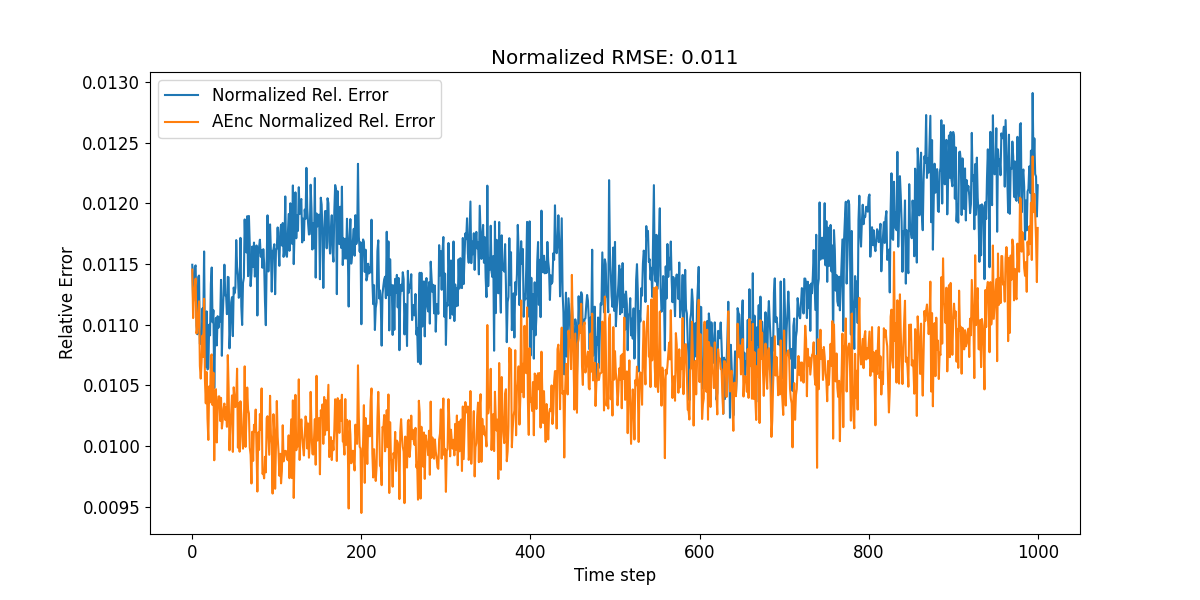 Normalized RMSE: 0.011
Normalized Rel. Error
AEnc Normalized Rel. Error
Relative Error
0.0130
0.0125
0.0120
0.0115
0.0110
0.0105
0.0100
0.0095
0 200 400 600 800 1000
Time step